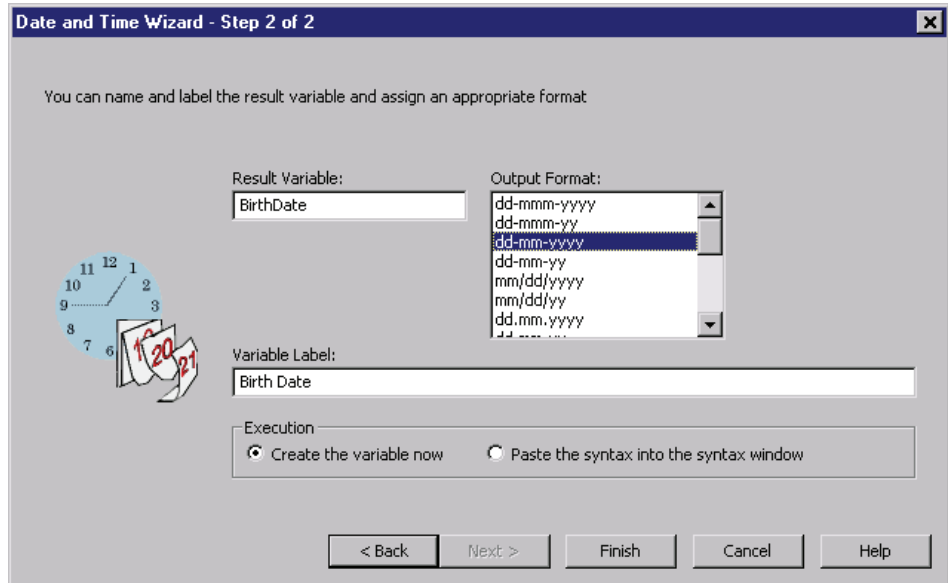 Date and Time Wizard - Step 2 of 2
You can name and label the result variable and assign an appropriate format
Result Variable:
BirthDate
Output Format:
dd-mmm-yyyy
dd-mmm-yy
dd-mm-yyyy
dd-mm-yy
mm/dd/yyyy
mm/dd/yy
dd.mm.yyyy
11 12 1
10 2
9 3
8
7 6
19 20 21
Variable Label:
Birth Date
Execution
Create the variable now
Paste the syntax into the syntax window
< Back
Next >
Finish
Cancel
Help